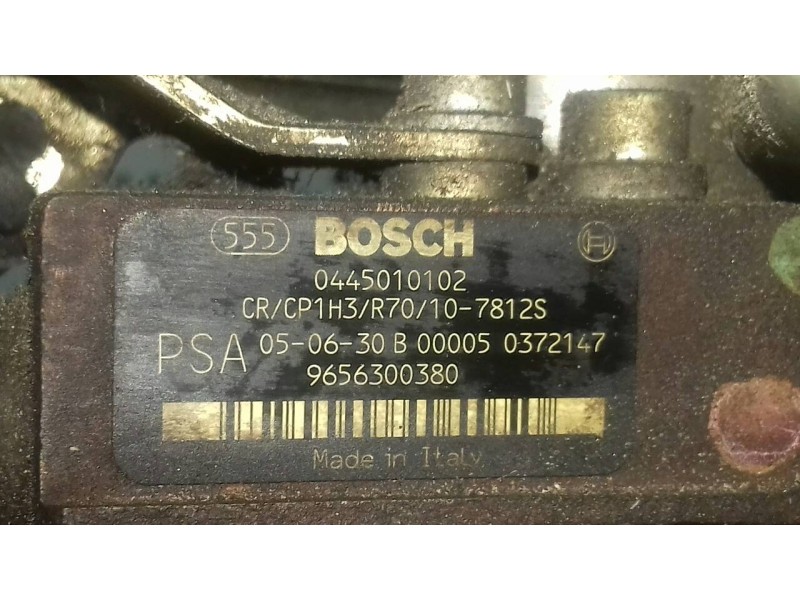 555 BOSCH
0445010102
CR/CP1H3/R70/10-7812S
PSA 05-06-30 B 00005 0372147
9656300380
Made in Italy